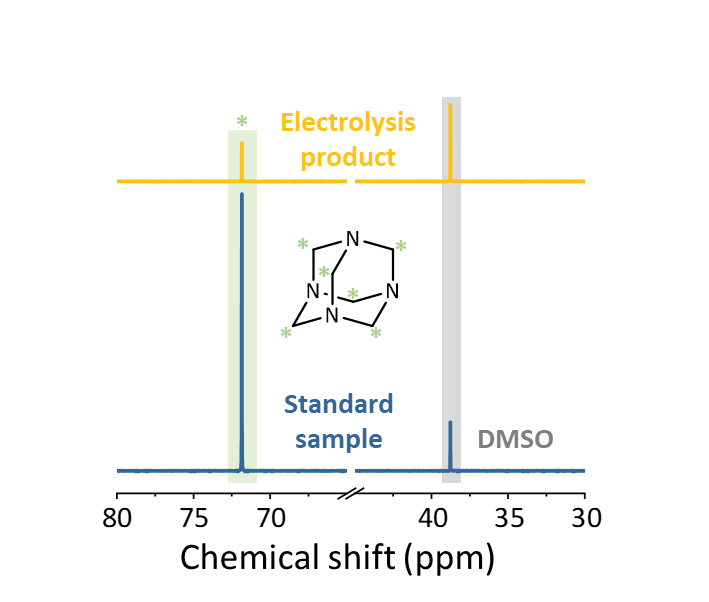 *
Electrolysis
product
N
* *
*
N N
*
N
* *
Standard
sample
DMSO
80 75 70 40 35 30
Chemical shift (ppm)